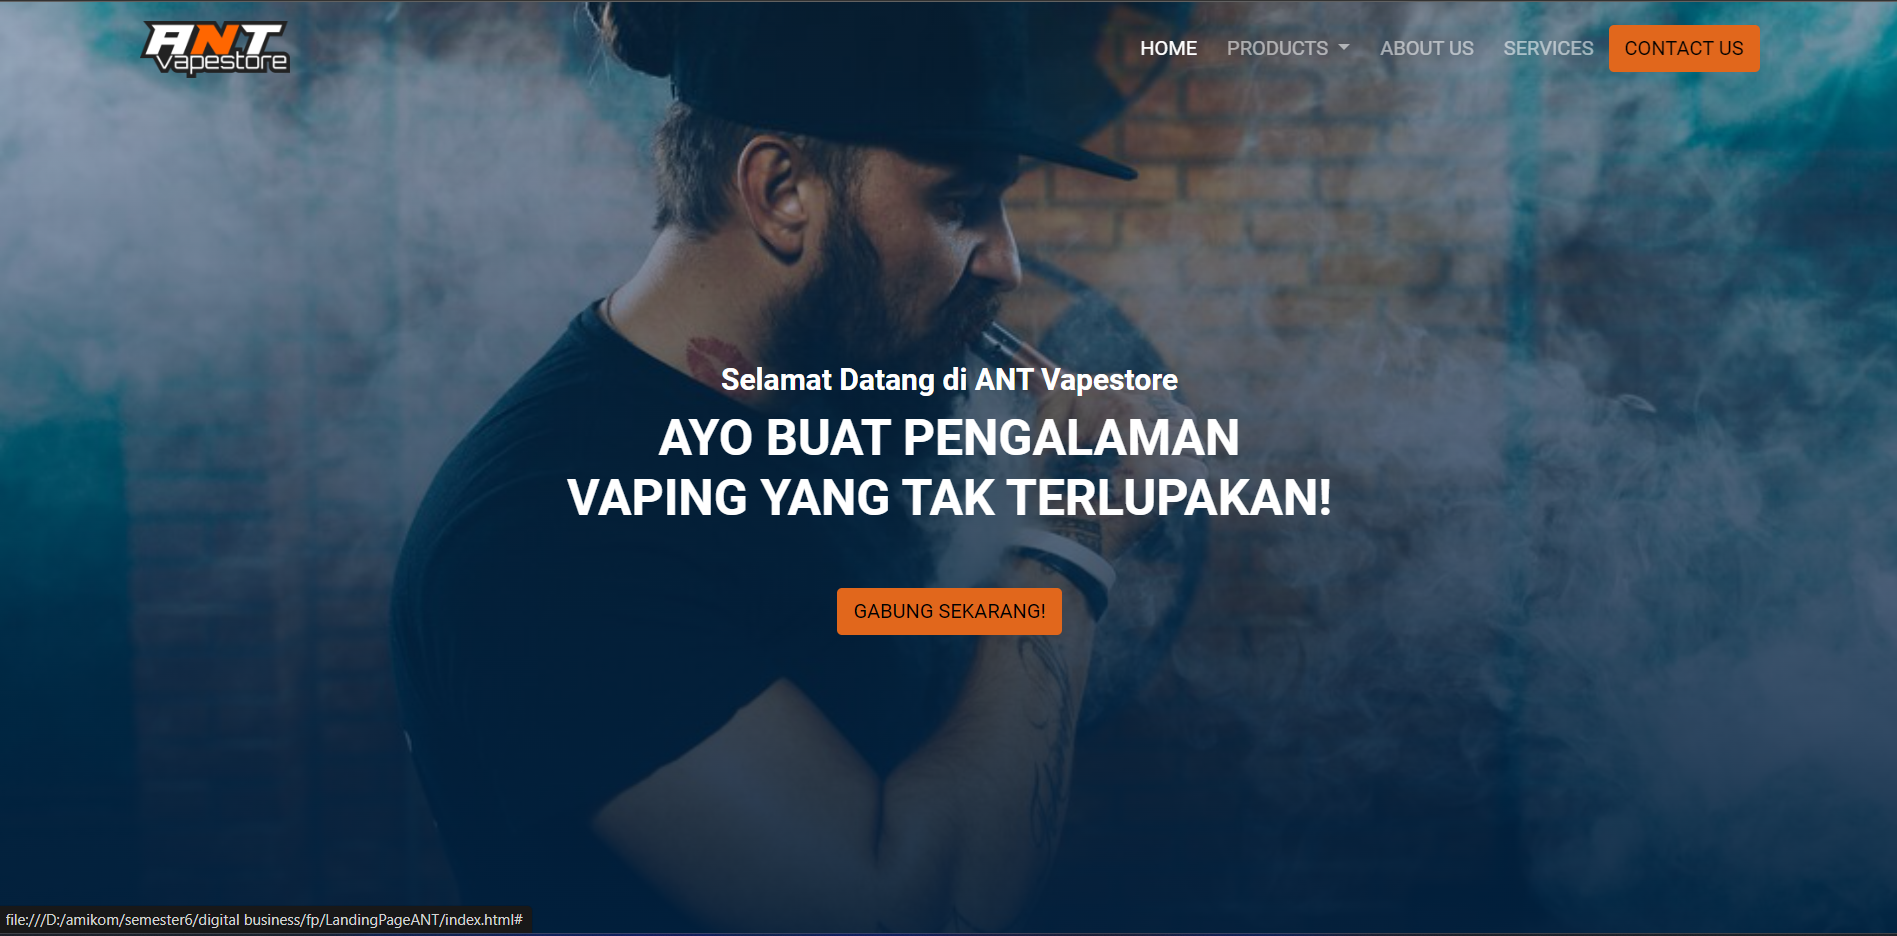 ANT
Vapestore
HOME
PRODUCTS
ABOUT US
SERVICES
CONTACT US
Selamat Datang di ANT Vapestore
AYO BUAT PENGALAMAN
VAPING YANG TAK TERLUPAKAN!
GABUNG SEKARANG!
file:///D:/amikom/semester6/digital business/fp/LandingPageANT/index.html#